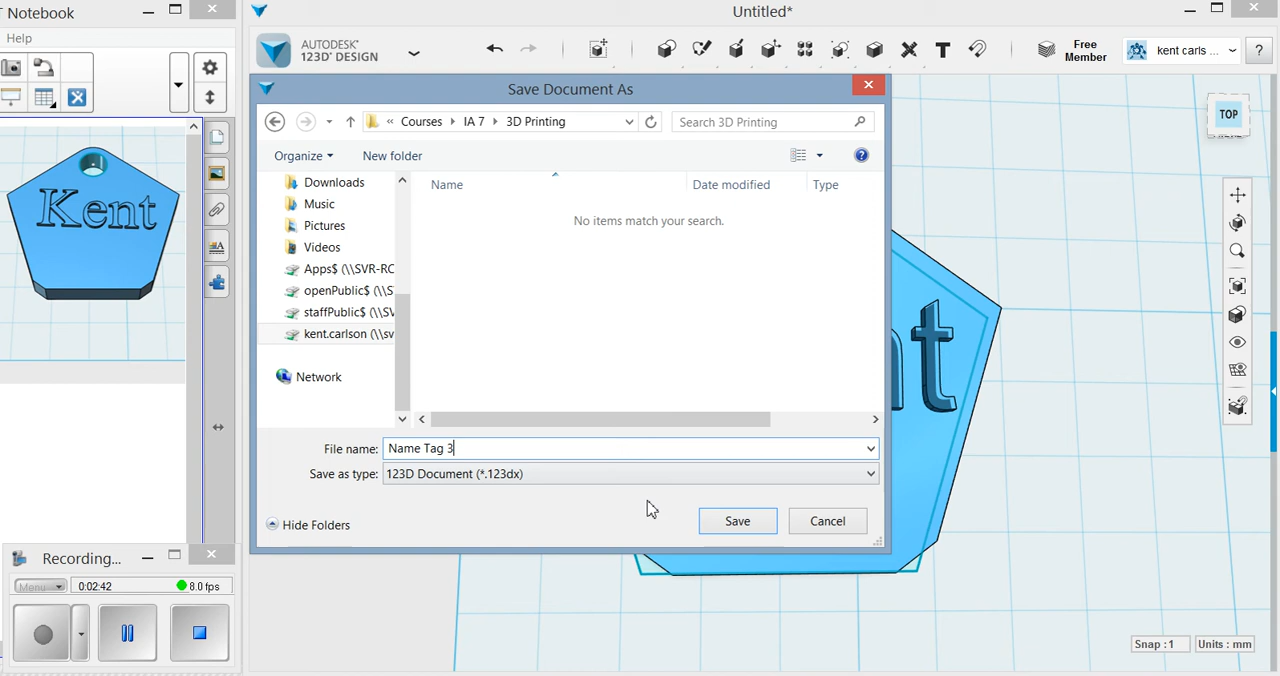 Notebook
Help
Kent
Recording...
Menu
0:02:42
8.0 fps
Untitled*
AUTODESK®
123D® DESIGN
Free
Member
kent carls ...
?
Save Document As
« Courses IA 7 3D Printing
Search 3D Printing
Organize
New folder
Downloads
Music
Pictures
Videos
Apps$ (\\SVR-RC
openPublic$ (\\S
staffPublic$ (\\SV
kent.carlson (\\sv
Network
Name
Date modified
Type
No items match your search.
File name: Name Tag 3
Save as type: 123D Document (*.123dx)
Hide Folders
Save
Cancel
TOP
Snap : 1
Units : mm